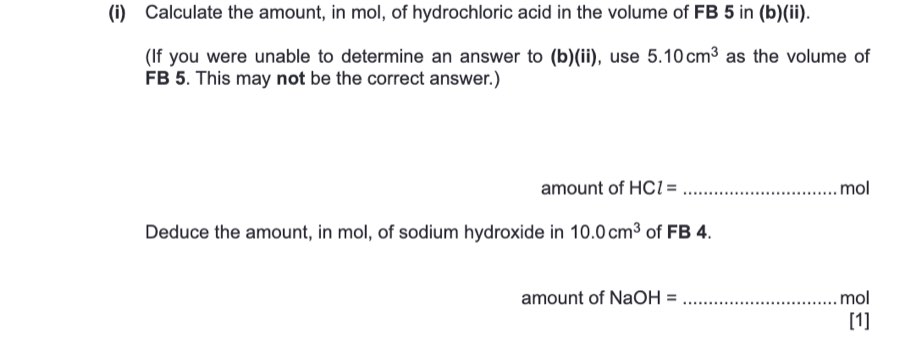 (i) Calculate the amount, in mol, of hydrochloric acid in the volume of FB 5 in (b)(ii).
(If you were unable to determine an answer to (b)(ii), use 5.10 cm³ as the volume of
FB 5. This may not be the correct answer.)
amount of HCl = .............................. mol
Deduce the amount, in mol, of sodium hydroxide in 10.0 cm³ of FB 4.
amount of NaOH = .............................. mol
[1]